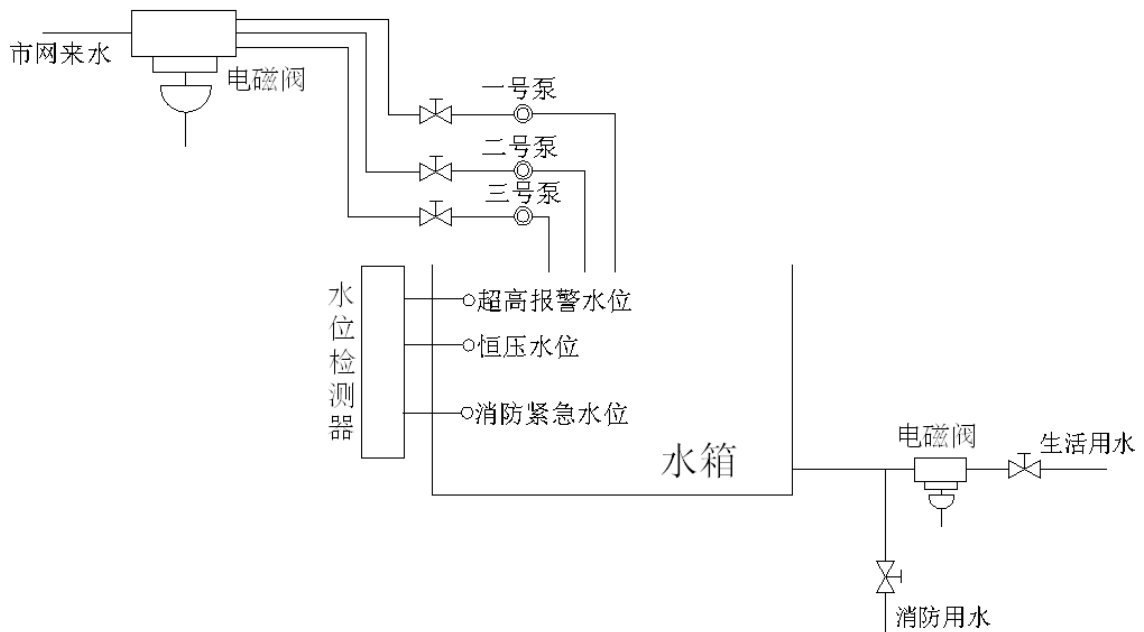 市网来水
电磁阀
一号泵
二号泵
三号泵
水位检测器
超高报警水位
恒压水位
消防紧急水位
水箱
电磁阀
生活用水
消防用水